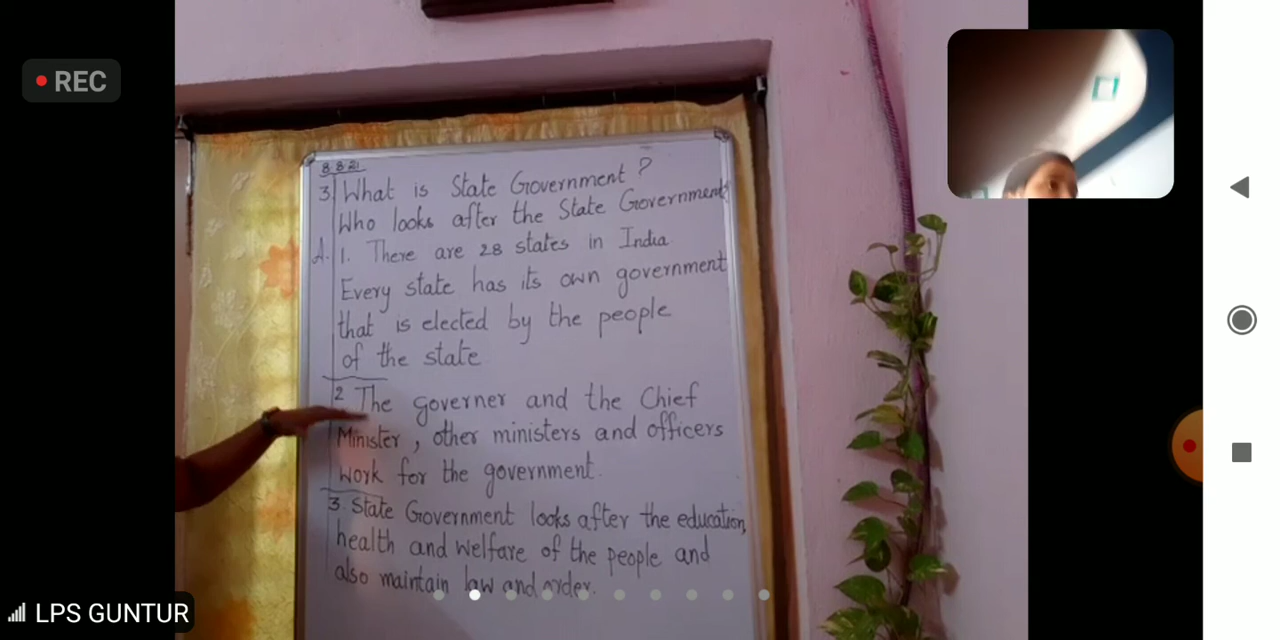 REC
8.8.21
3. What is State Government?
Who looks after the State Government
A. 1. There are 28 states in India
Every state has its own government
that is elected by the people
of the state
2 The governer and the Chief
Minister, other ministers and officers
work for the government.
3. State Government looks after the education,
health and welfare of the people and
also maintain law and order.
LPS GUNTUR